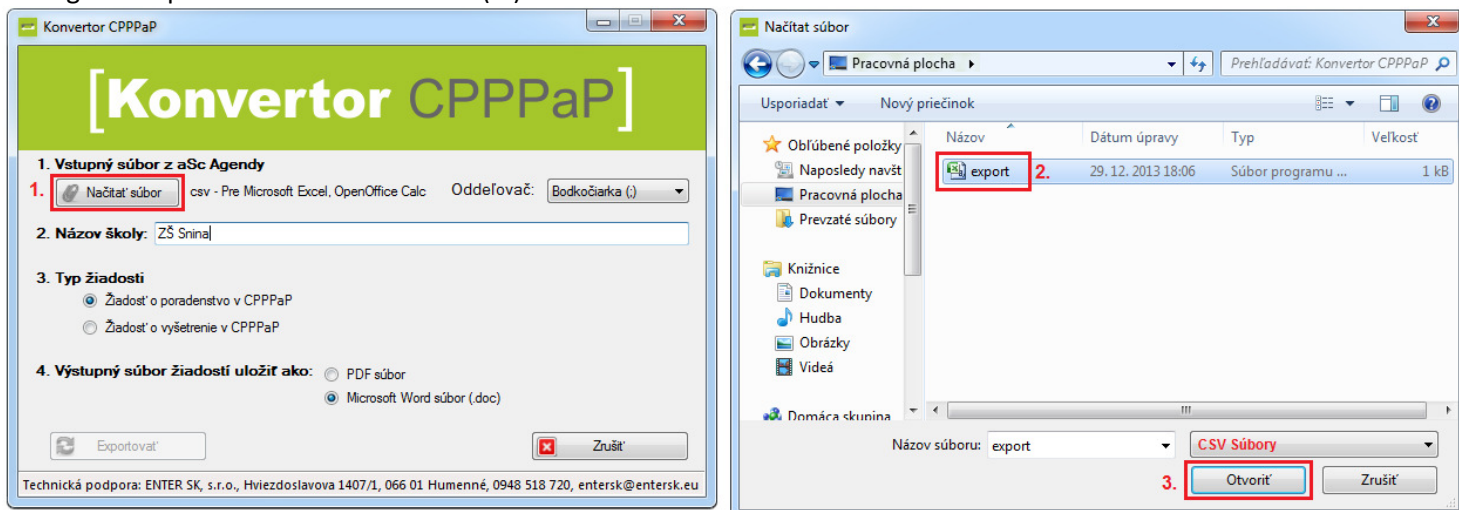 Konvertor CPPPaP
[Konvertor CPPPaP]
1. Vstupný súbor z aSc Agendy
1.
Načítať súbor
csv - Pre Microsoft Excel, OpenOffice Calc
Oddeľovač:
Bodkočiarka (;)
2. Názov školy:
ZŠ Snina
3. Typ žiadosti
Žiadosť o poradenstvo v CPPPaP
Žiadosť o vyšetrenie v CPPPaP
4. Výstupný súbor žiadostí uložiť ako:
PDF súbor
Microsoft Word súbor (.doc)
Exportovať
Zrušiť
Technická podpora: ENTER SK, s.r.o., Hviezdoslavova 1407/1, 066 01 Humenné, 0948 518 720, entersk@entersk.eu
Načítat súbor
Pracovná plocha
Prehľadávať: Konvertor CPPPaP
Usporiadať
Nový priečinok
Názov
Dátum úpravy
Typ
Veľkosť
Obľúbené položky
Naposledy navšt
Pracovná plocha
Prevzaté súbory
export
2.
29. 12. 2013 18:06
Súbor programu ...
1 kB
Knižnice
Dokumenty
Hudba
Obrázky
Videá
Domáca skupina
Názov súboru:
export
CSV Súbory
3.
Otvoriť
Zrušiť